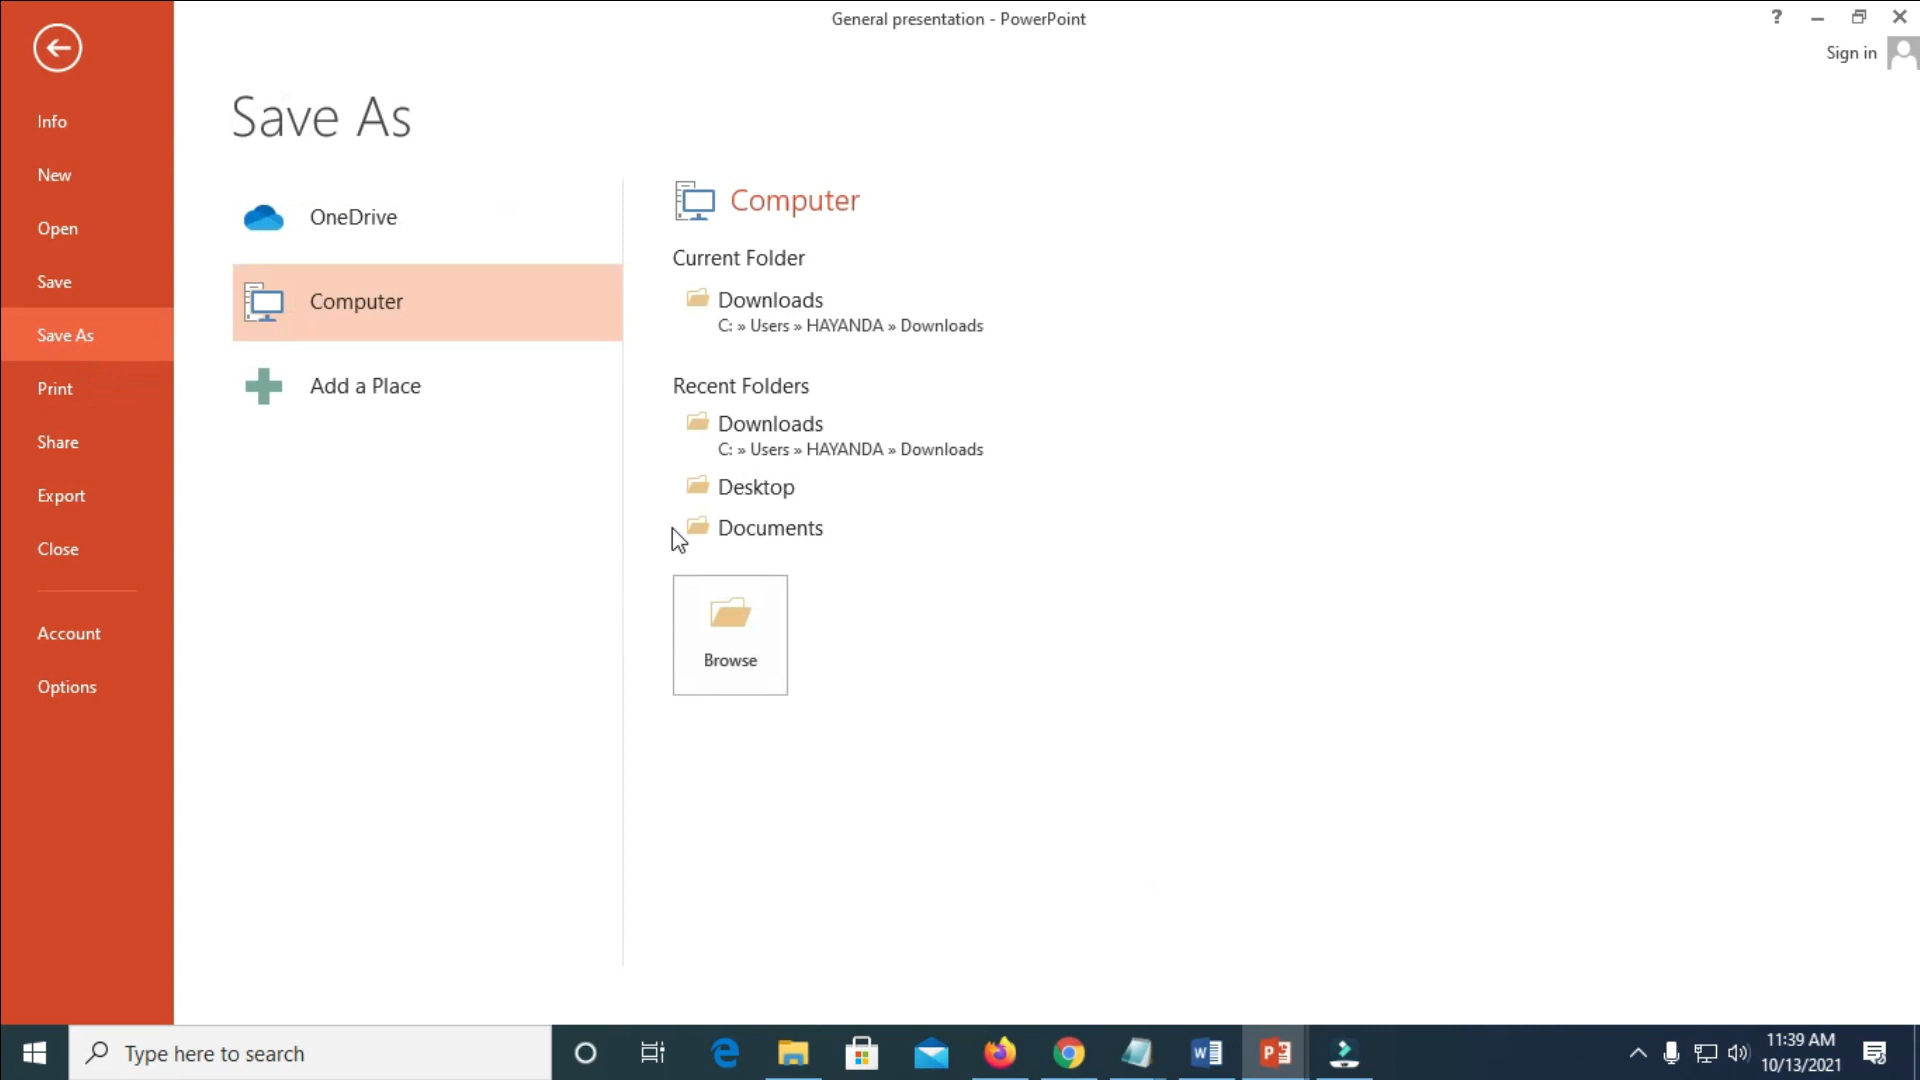 General presentation - PowerPoint
?
Sign in
Info
New
Open
Save
Save As
Print
Share
Export
Close
Account
Options
Save As
OneDrive
Computer
Add a Place
Computer
Current Folder
Downloads
C: » Users » HAYANDA » Downloads
Recent Folders
Downloads
C: » Users » HAYANDA » Downloads
Desktop
Documents
Browse
Type here to search
11:39 AM
10/13/2021